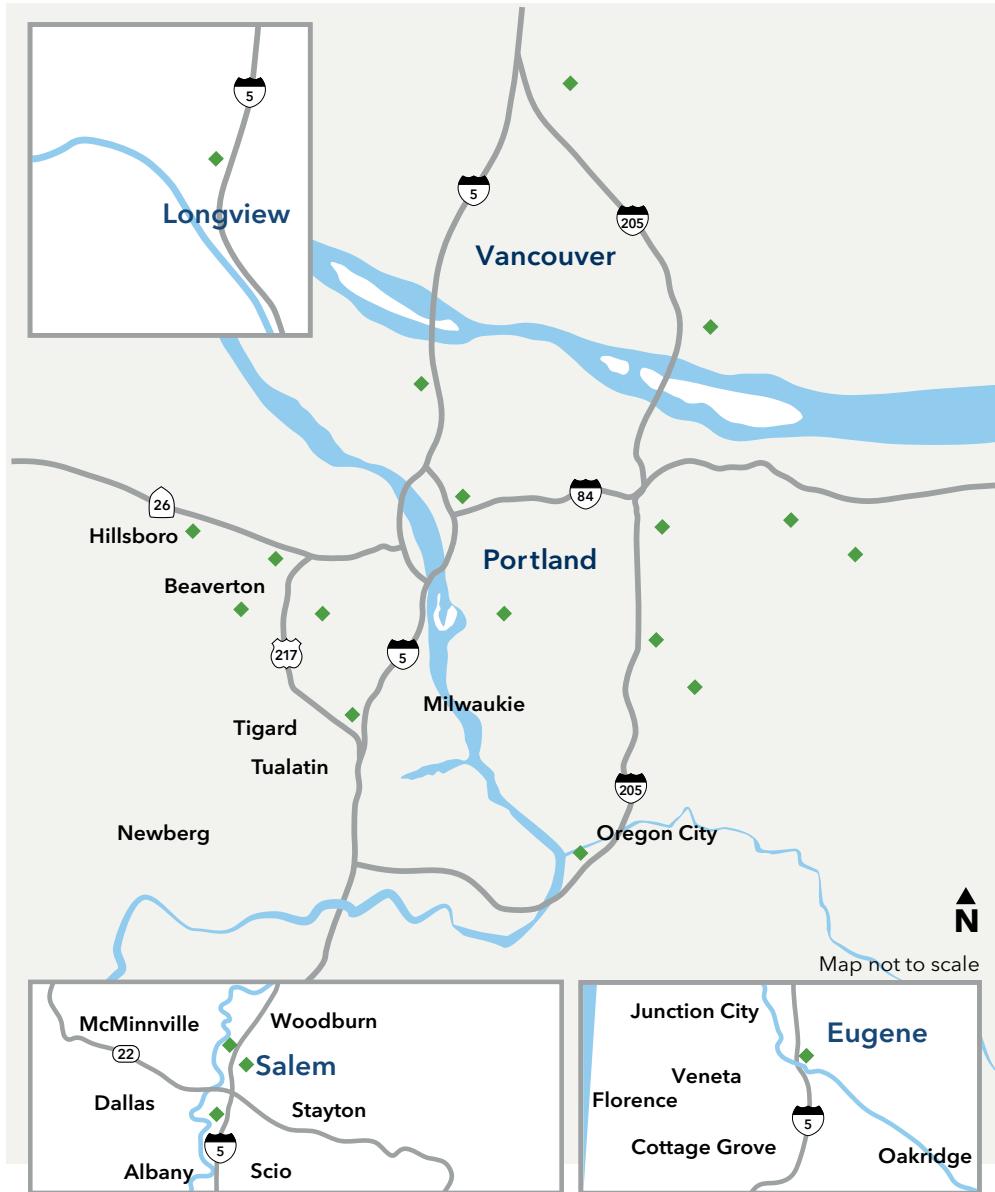 5
Longview
5
205
Vancouver
26
Hillsboro
84
Beaverton
Portland
217
5
Milwaukie
Tigard
Tualatin
205
Newberg
Oregon City
N
Map not to scale
McMinnville
Woodburn
22
Salem
Dallas
Stayton
5
Albany
Scio
Junction City
Eugene
Veneta
Florence
5
Cottage Grove
Oakridge